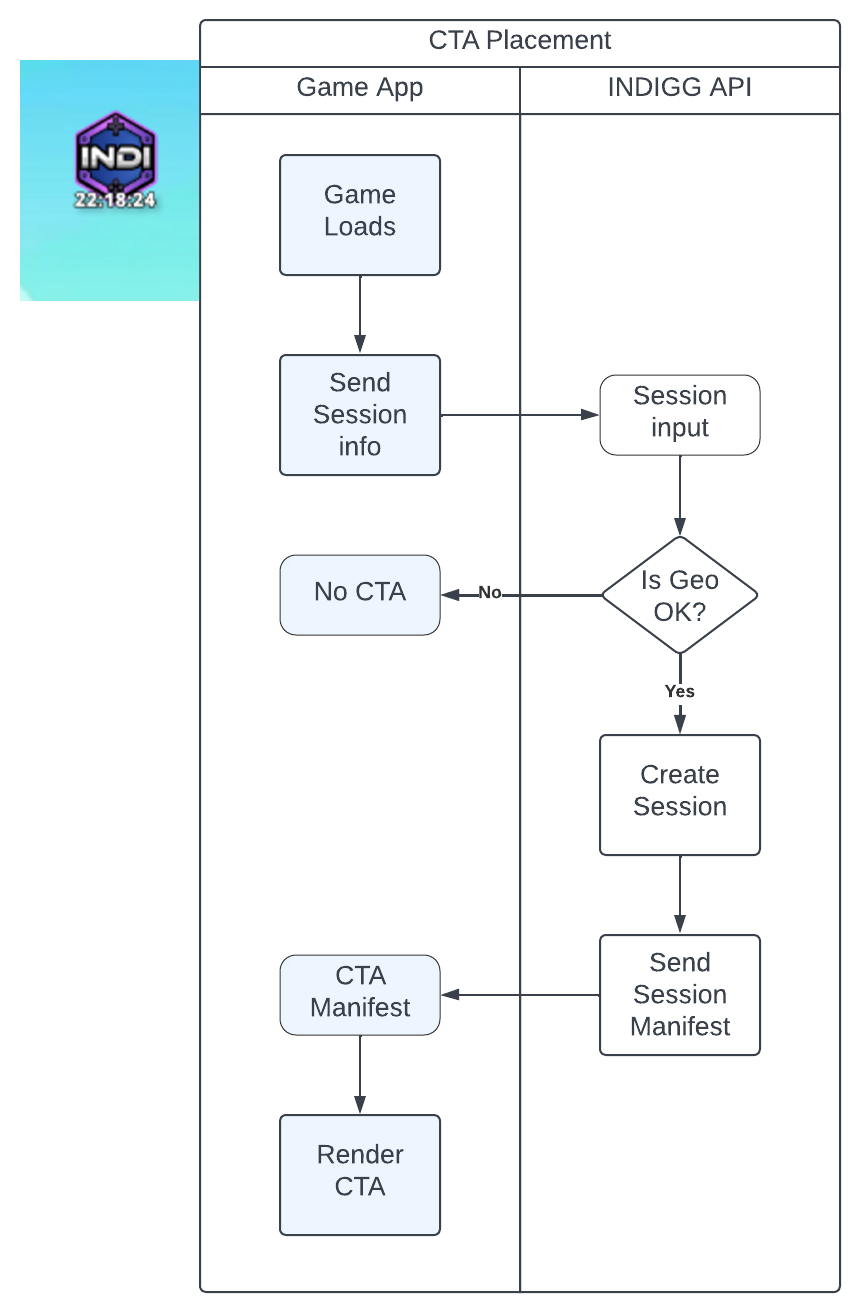 CTA Placement
Game App
INDIGG API
INDI
22:18:24
Game
Loads
Send
Session
info
Session
input
No CTA
No
Is Geo
OK?
Yes
Create
Session
CTA
Manifest
Send
Session
Manifest
Render
CTA